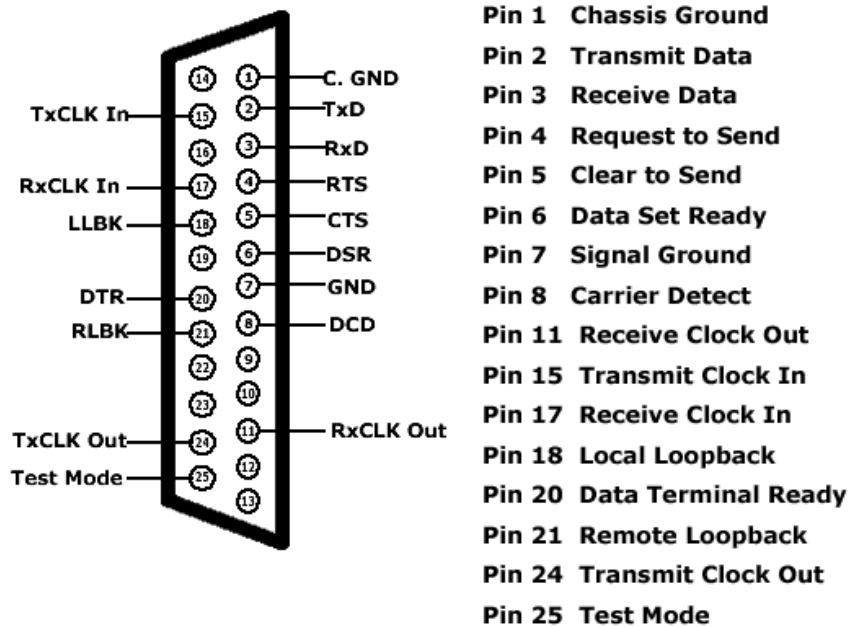 14
1
C. GND
TxCLK In
15
2
TxD
16
3
RxD
RxCLK In
17
4
RTS
LLBK
18
5
CTS
19
6
DSR
7
GND
DTR
20
8
DCD
RLBK
21
9
22
10
23
11
RxCLK Out
TxCLK Out
24
12
Test Mode
25
13
Pin 1 Chassis Ground
Pin 2 Transmit Data
Pin 3 Receive Data
Pin 4 Request to Send
Pin 5 Clear to Send
Pin 6 Data Set Ready
Pin 7 Signal Ground
Pin 8 Carrier Detect
Pin 11 Receive Clock Out
Pin 15 Transmit Clock In
Pin 17 Receive Clock In
Pin 18 Local Loopback
Pin 20 Data Terminal Ready
Pin 21 Remote Loopback
Pin 24 Transmit Clock Out
Pin 25 Test Mode